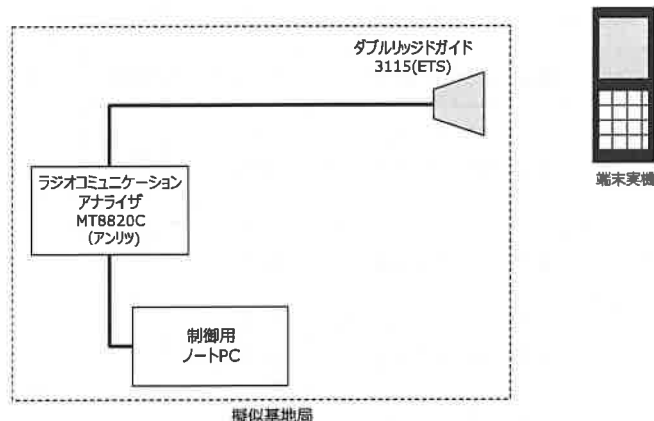 ダブルリッジドガイド
3115(ETS)
ラジオコミュニケーション
アナライザ
MT8820C
(アンリツ)
端末実機
制御用
ノートPC
擬似基地局